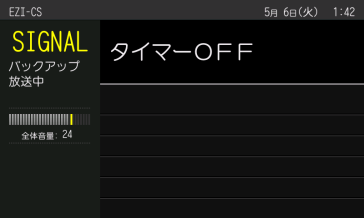 EZI-CS 5月 6日(火) 1:42
SIGNAL
バックアップ
放送中
全体音量: 24
タイマーOFF